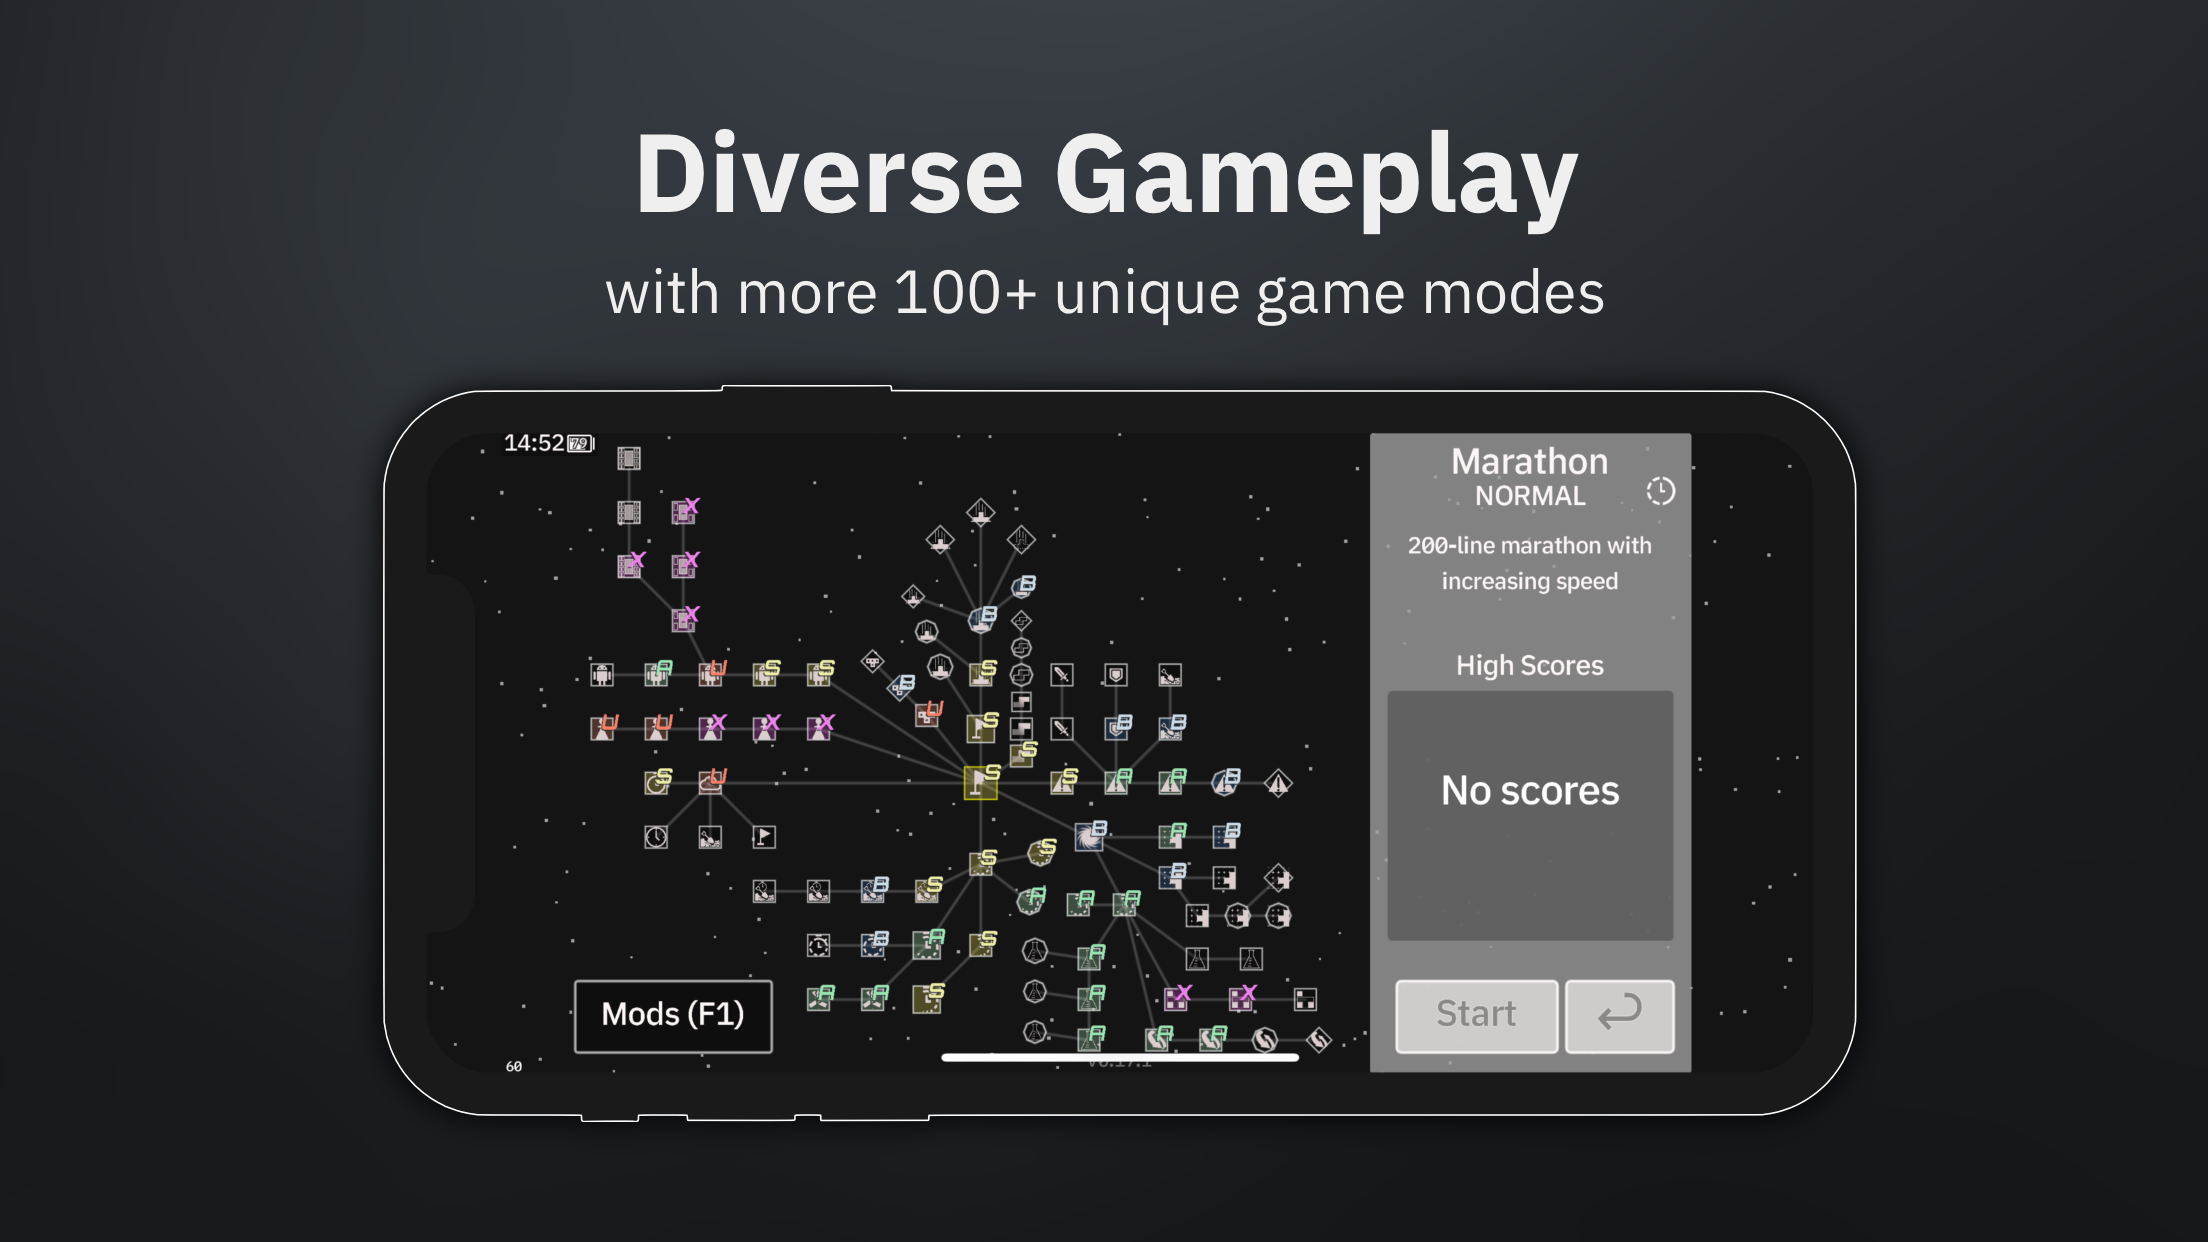 Diverse Gameplay
with more 100+ unique game modes
14:52 79
Marathon
NORMAL
200-line marathon with
increasing speed
High Scores
No scores
Mods (F1)
Start
60
X
X
X
X
B
B
A U S S S
B
U
U U X X X S B B
S
S U S S A A B
B A B
S S
B
B S A A A
B A S A
A A S A X X
A A A